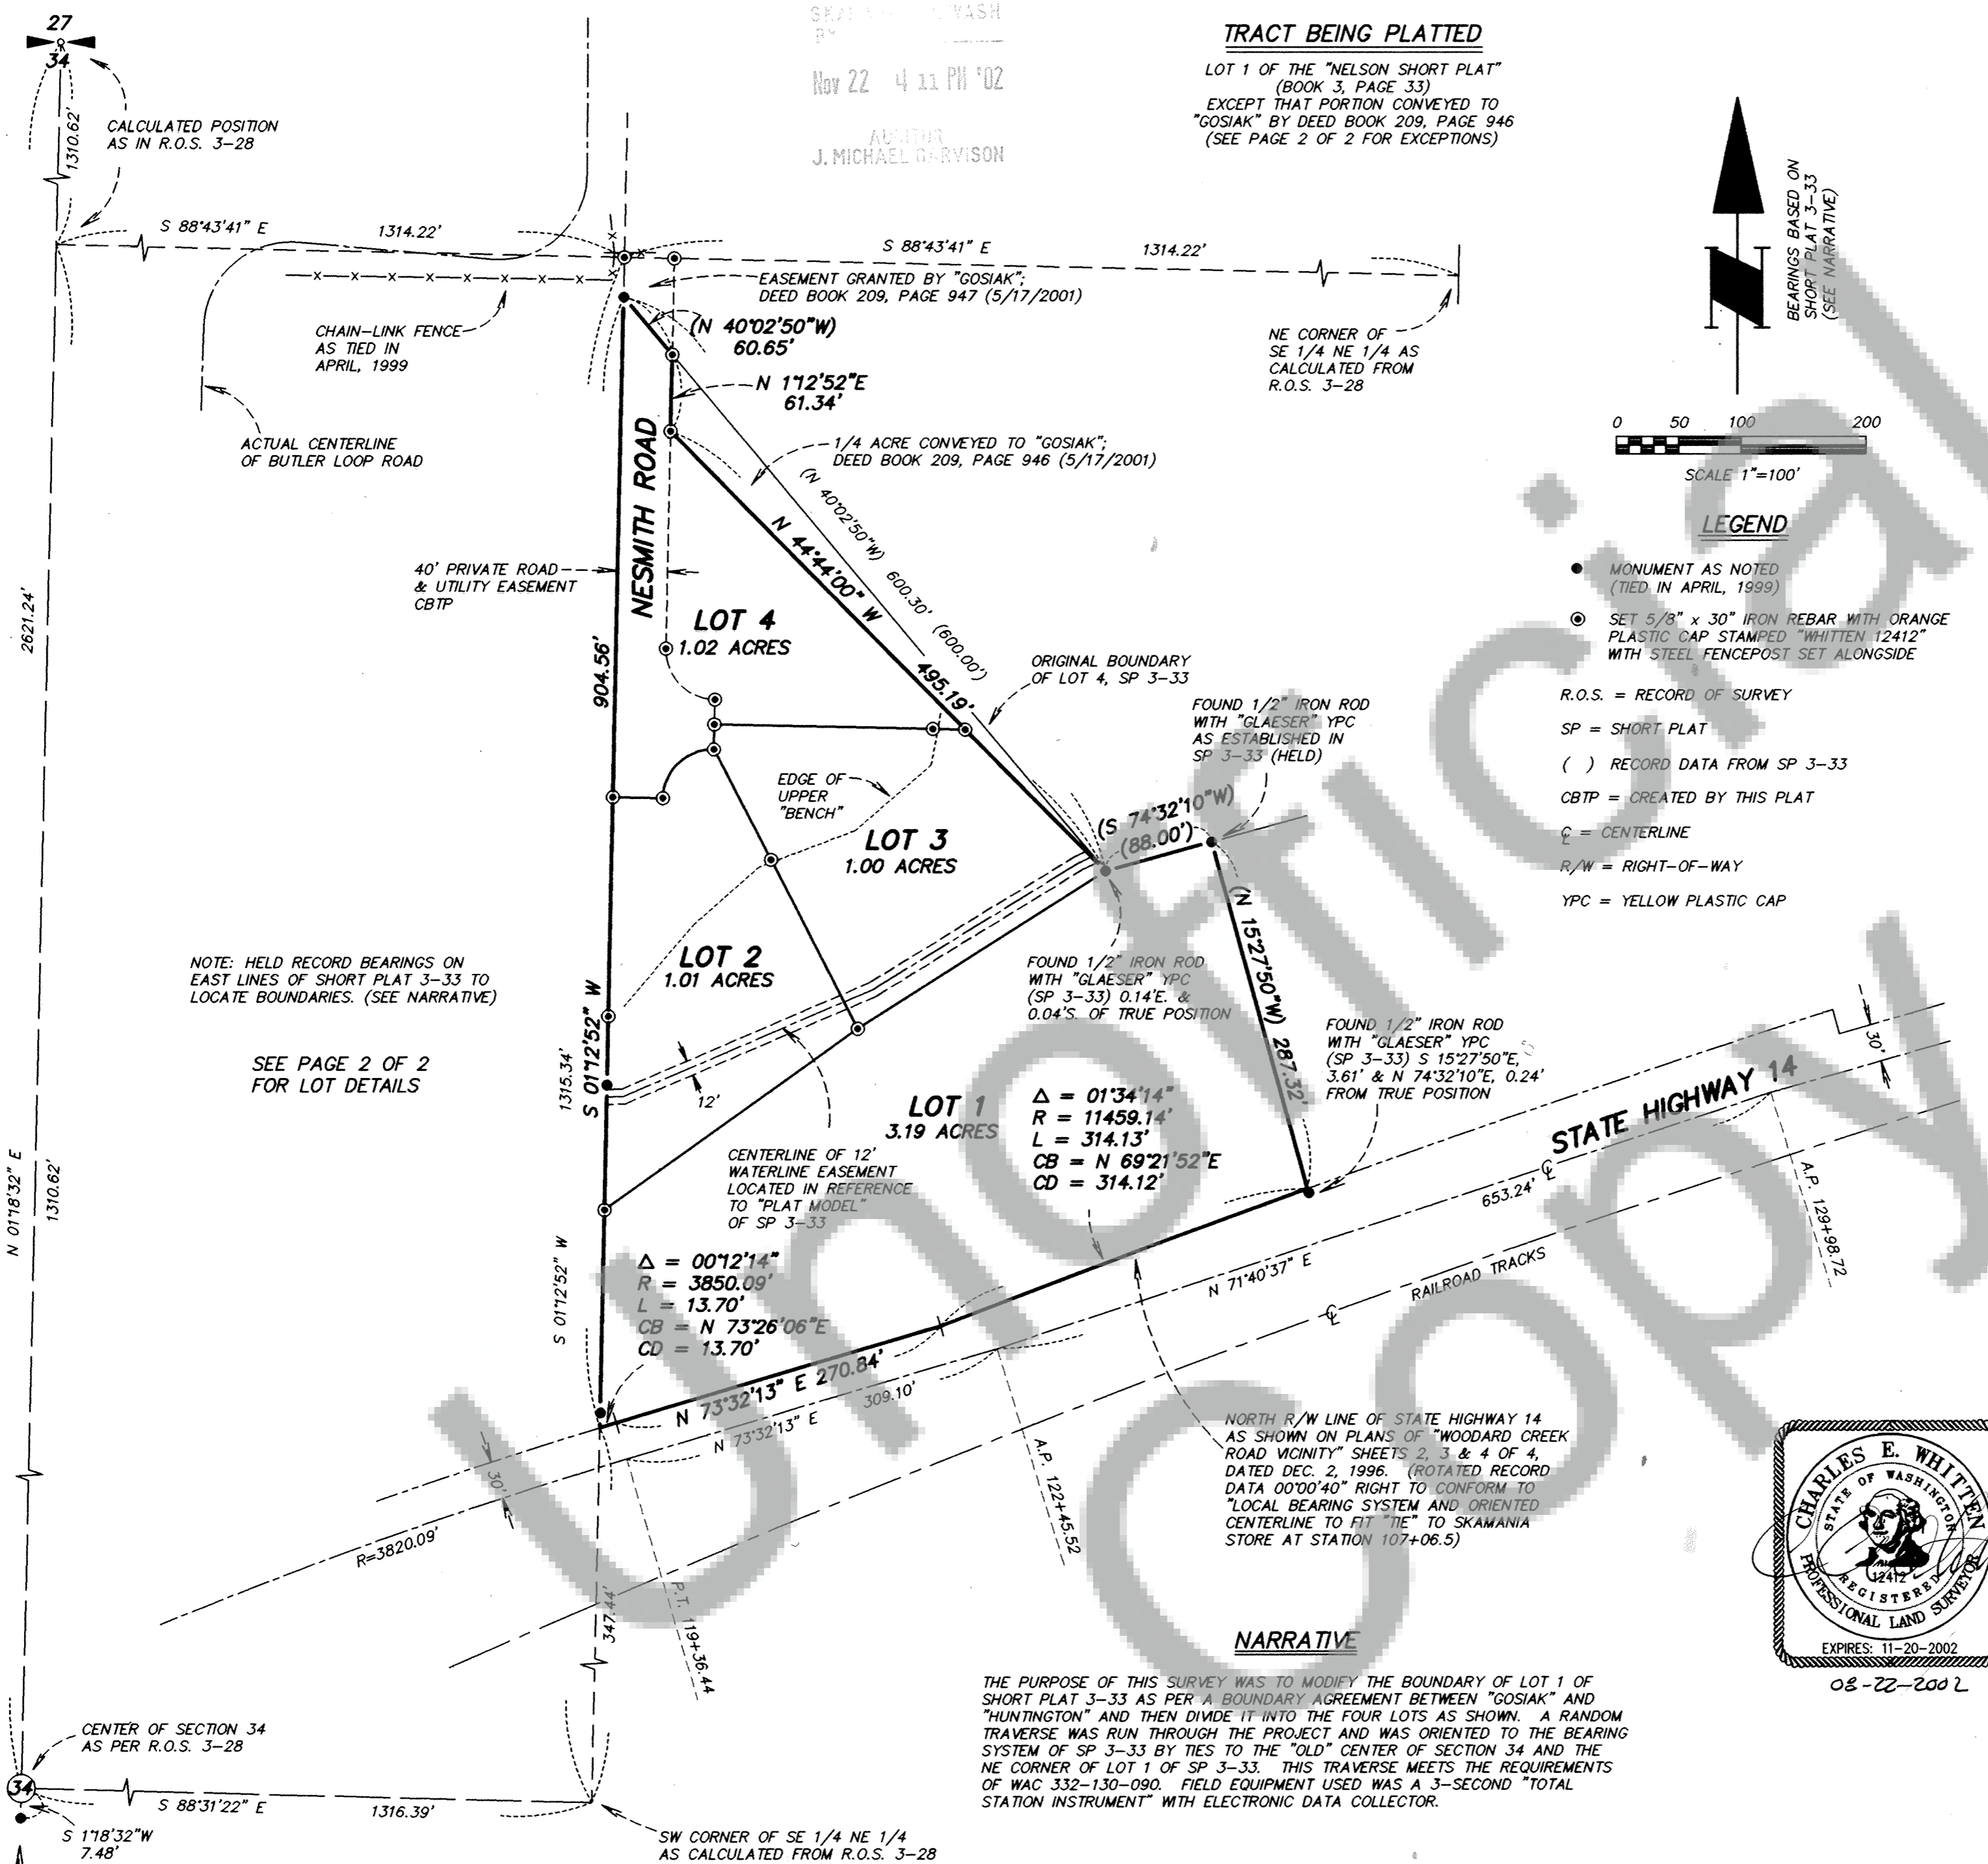 27
34
1310.62'
CALCULATED POSITION
AS IN R.O.S. 3-28
Nov 22 4 11 PM '02
AUDITOR
J. MICHAEL GARVISON
TRACT BEING PLATTED
LOT 1 OF THE "NELSON SHORT PLAT"
(BOOK 3, PAGE 33)
EXCEPT THAT PORTION CONVEYED TO
"GOSIAK" BY DEED BOOK 209, PAGE 946
(SEE PAGE 2 OF 2 FOR EXCEPTIONS)
BEARINGS BASED ON
SHORT PLAT 3-33
(SEE NARRATIVE)
N
S 88°43'41" E 1314.22'
S 88°43'41" E 1314.22'
EASEMENT GRANTED BY "GOSIAK";
DEED BOOK 209, PAGE 947 (5/17/2001)
(N 40°02'50"W)
60.65'
N 1°12'52"E
61.34'
CHAIN-LINK FENCE
AS TIED IN
APRIL, 1999
NE CORNER OF
SE 1/4 NE 1/4 AS
CALCULATED FROM
R.O.S. 3-28
ACTUAL CENTERLINE
OF BUTLER LOOP ROAD
1/4 ACRE CONVEYED TO "GOSIAK";
DEED BOOK 209, PAGE 946 (5/17/2001)
0 50 100 200
SCALE 1"=100'
LEGEND
MONUMENT AS NOTED
(TIED IN APRIL, 1999)
SET 5/8" x 30" IRON REBAR WITH ORANGE
PLASTIC CAP STAMPED "WHITTEN 12412"
WITH STEEL FENCEPOST SET ALONGSIDE
R.O.S. = RECORD OF SURVEY
SP = SHORT PLAT
( ) RECORD DATA FROM SP 3-33
CBTP = CREATED BY THIS PLAT
℄ = CENTERLINE
R/W = RIGHT-OF-WAY
YPC = YELLOW PLASTIC CAP
NESMITH ROAD
40' PRIVATE ROAD
& UTILITY EASEMENT
CBTP
(N 40°02'50"W) 600.30' (600.00')
N 44°44'00" W 495.19'
LOT 4
1.02 ACRES
904.56'
2621.24'
ORIGINAL BOUNDARY
OF LOT 4, SP 3-33
FOUND 1/2" IRON ROD
WITH "GLAESER" YPC
AS ESTABLISHED IN
SP 3-33 (HELD)
EDGE OF
UPPER
"BENCH"
LOT 3
1.00 ACRES
(S 74°32'10"W)
(88.00')
(N 15°27'50"W) 287.32'
LOT 2
1.01 ACRES
NOTE: HELD RECORD BEARINGS ON
EAST LINES OF SHORT PLAT 3-33 TO
LOCATE BOUNDARIES. (SEE NARRATIVE)
SEE PAGE 2 OF 2
FOR LOT DETAILS
FOUND 1/2" IRON ROD
WITH "GLAESER" YPC
(SP 3-33) 0.14'E. &
0.04'S. OF TRUE POSITION
FOUND 1/2" IRON ROD
WITH "GLAESER" YPC
(SP 3-33) S 15°27'50"E,
3.61' & N 74°32'10"E, 0.24'
FROM TRUE POSITION
S 01°12'52" W
1315.34'
12'
LOT 1
3.19 ACRES
Δ = 01°34'14"
R = 11459.14'
L = 314.13'
CB = N 69°21'52"E
CD = 314.12'
CENTERLINE OF 12'
WATERLINE EASEMENT
LOCATED IN REFERENCE
TO "PLAT MODEL"
OF SP 3-33
30'
STATE HIGHWAY 14
653.24' ℄
A.P. 129+98.72
N 01°18'32" E
1310.62'
S 01°12'52" W
Δ = 00°12'14"
R = 3850.09'
L = 13.70'
CB = N 73°26'06"E
CD = 13.70'
N 71°40'37" E
℄
RAILROAD TRACKS
N 73°32'13" E 270.84'
N 73°32'13" E 309.10'
30'
R=3820.09'
A.P. 122+45.52
P.T. 119+36.44
347.44'
NORTH R/W LINE OF STATE HIGHWAY 14
AS SHOWN ON PLANS OF "WOODARD CREEK
ROAD VICINITY" SHEETS 2, 3 & 4 OF 4,
DATED DEC. 2, 1996. (ROTATED RECORD
DATA 00°00'40" RIGHT TO CONFORM TO
"LOCAL BEARING SYSTEM AND ORIENTED
CENTERLINE TO FIT "TIE" TO SKAMANIA
STORE AT STATION 107+06.5)
CHARLES E. WHITTEN
STATE OF WASHINGTON
12412
REGISTERED
PROFESSIONAL LAND SURVEYOR
EXPIRES: 11-20-2002
08-22-2002
NARRATIVE
THE PURPOSE OF THIS SURVEY WAS TO MODIFY THE BOUNDARY OF LOT 1 OF
SHORT PLAT 3-33 AS PER A BOUNDARY AGREEMENT BETWEEN "GOSIAK" AND
"HUNTINGTON" AND THEN DIVIDE IT INTO THE FOUR LOTS AS SHOWN. A RANDOM
TRAVERSE WAS RUN THROUGH THE PROJECT AND WAS ORIENTED TO THE BEARING
SYSTEM OF SP 3-33 BY TIES TO THE "OLD" CENTER OF SECTION 34 AND THE
NE CORNER OF LOT 1 OF SP 3-33. THIS TRAVERSE MEETS THE REQUIREMENTS
OF WAC 332-130-090. FIELD EQUIPMENT USED WAS A 3-SECOND "TOTAL
STATION INSTRUMENT" WITH ELECTRONIC DATA COLLECTOR.
CENTER OF SECTION 34
AS PER R.O.S. 3-28
34
S 88°31'22" E 1316.39'
S 1°18'32"W
7.48'
SW CORNER OF SE 1/4 NE 1/4
AS CALCULATED FROM R.O.S. 3-28
Unofficial
Copy